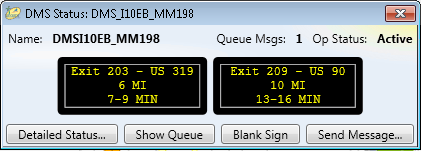 DMS Status: DMS_I10EB_MM198
Name: DMSI10EB_MM198 Queue Msgs: 1 Op Status: Active
Exit 203 - US 319
6 MI
7-9 MIN
Exit 209 - US 90
10 MI
13-16 MIN
Detailed Status... Show Queue Blank Sign Send Message...